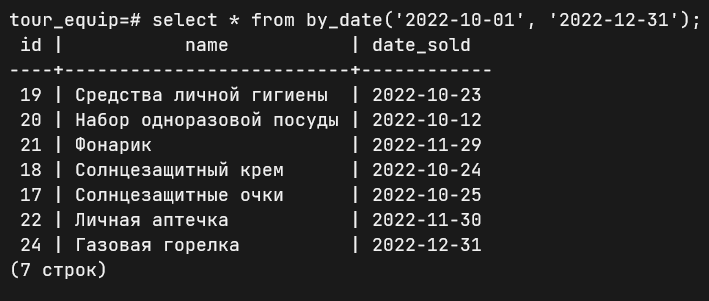 tour_equip=# select * from by_date('2022-10-01', '2022-12-31');
 id |           name           | date_sold
----+--------------------------+------------
 19 | Средства личной гигиены  | 2022-10-23
 20 | Набор одноразовой посуды | 2022-10-12
 21 | Фонарик                  | 2022-11-29
 18 | Солнцезащитный крем      | 2022-10-24
 17 | Солнцезащитные очки      | 2022-10-25
 22 | Личная аптечка           | 2022-11-30
 24 | Газовая горелка          | 2022-12-31
(7 строк)